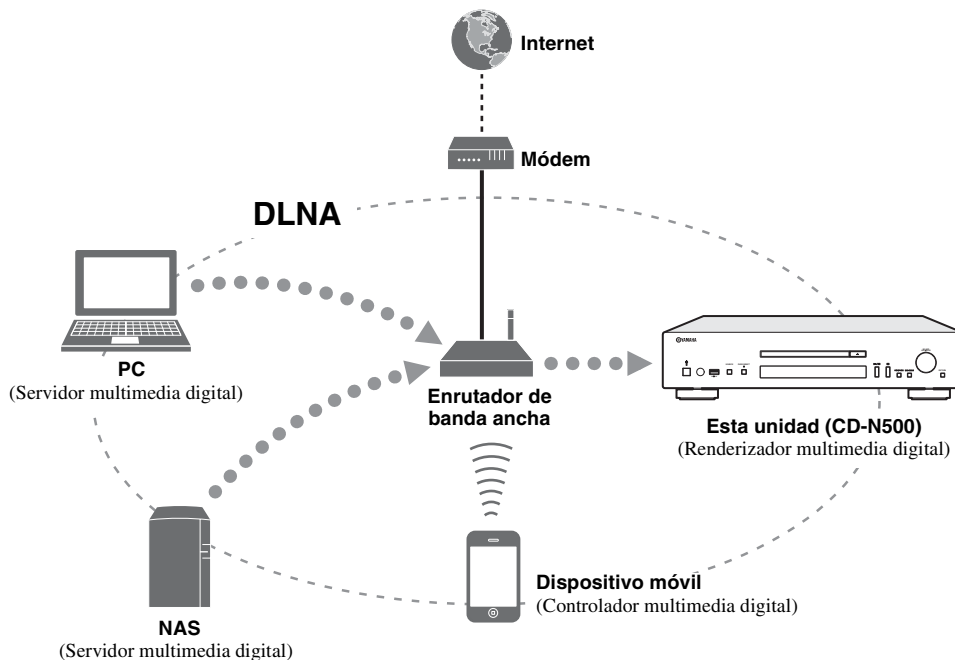 Internet
Módem
DLNA
YAMAHA
PC
(Servidor multimedia digital)
Enrutador de
banda ancha
Esta unidad (CD-N500)
(Renderizador multimedia digital)
Dispositivo móvil
(Controlador multimedia digital)
NAS
(Servidor multimedia digital)